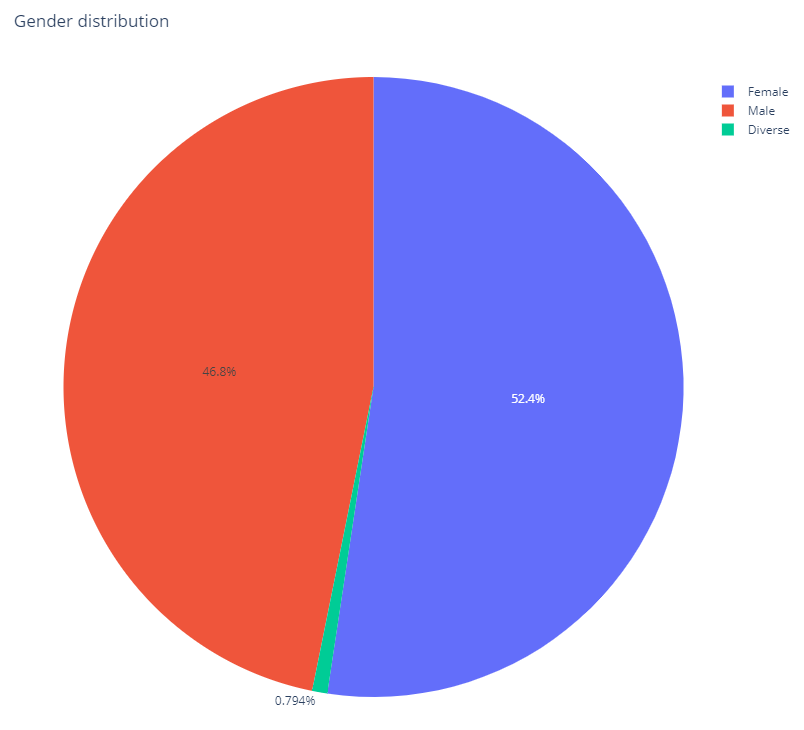 Gender distribution
Female
Male
Diverse
46.8%
52.4%
0.794%